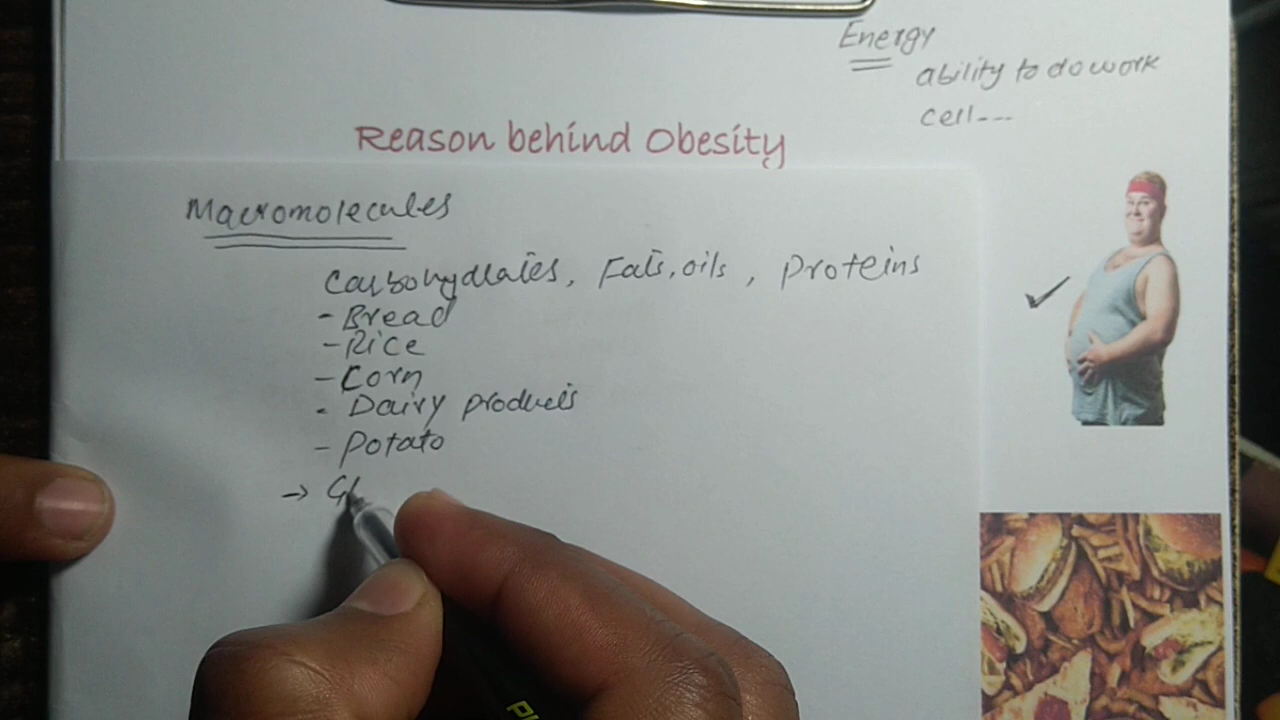 Energy
ability to do work
cell---
Reason behind Obesity
Macromolecules
Carbohydrates, Fats, oils, Proteins
- Bread
- Rice
- Corn
- Dairy products
- Potato
→ Gl